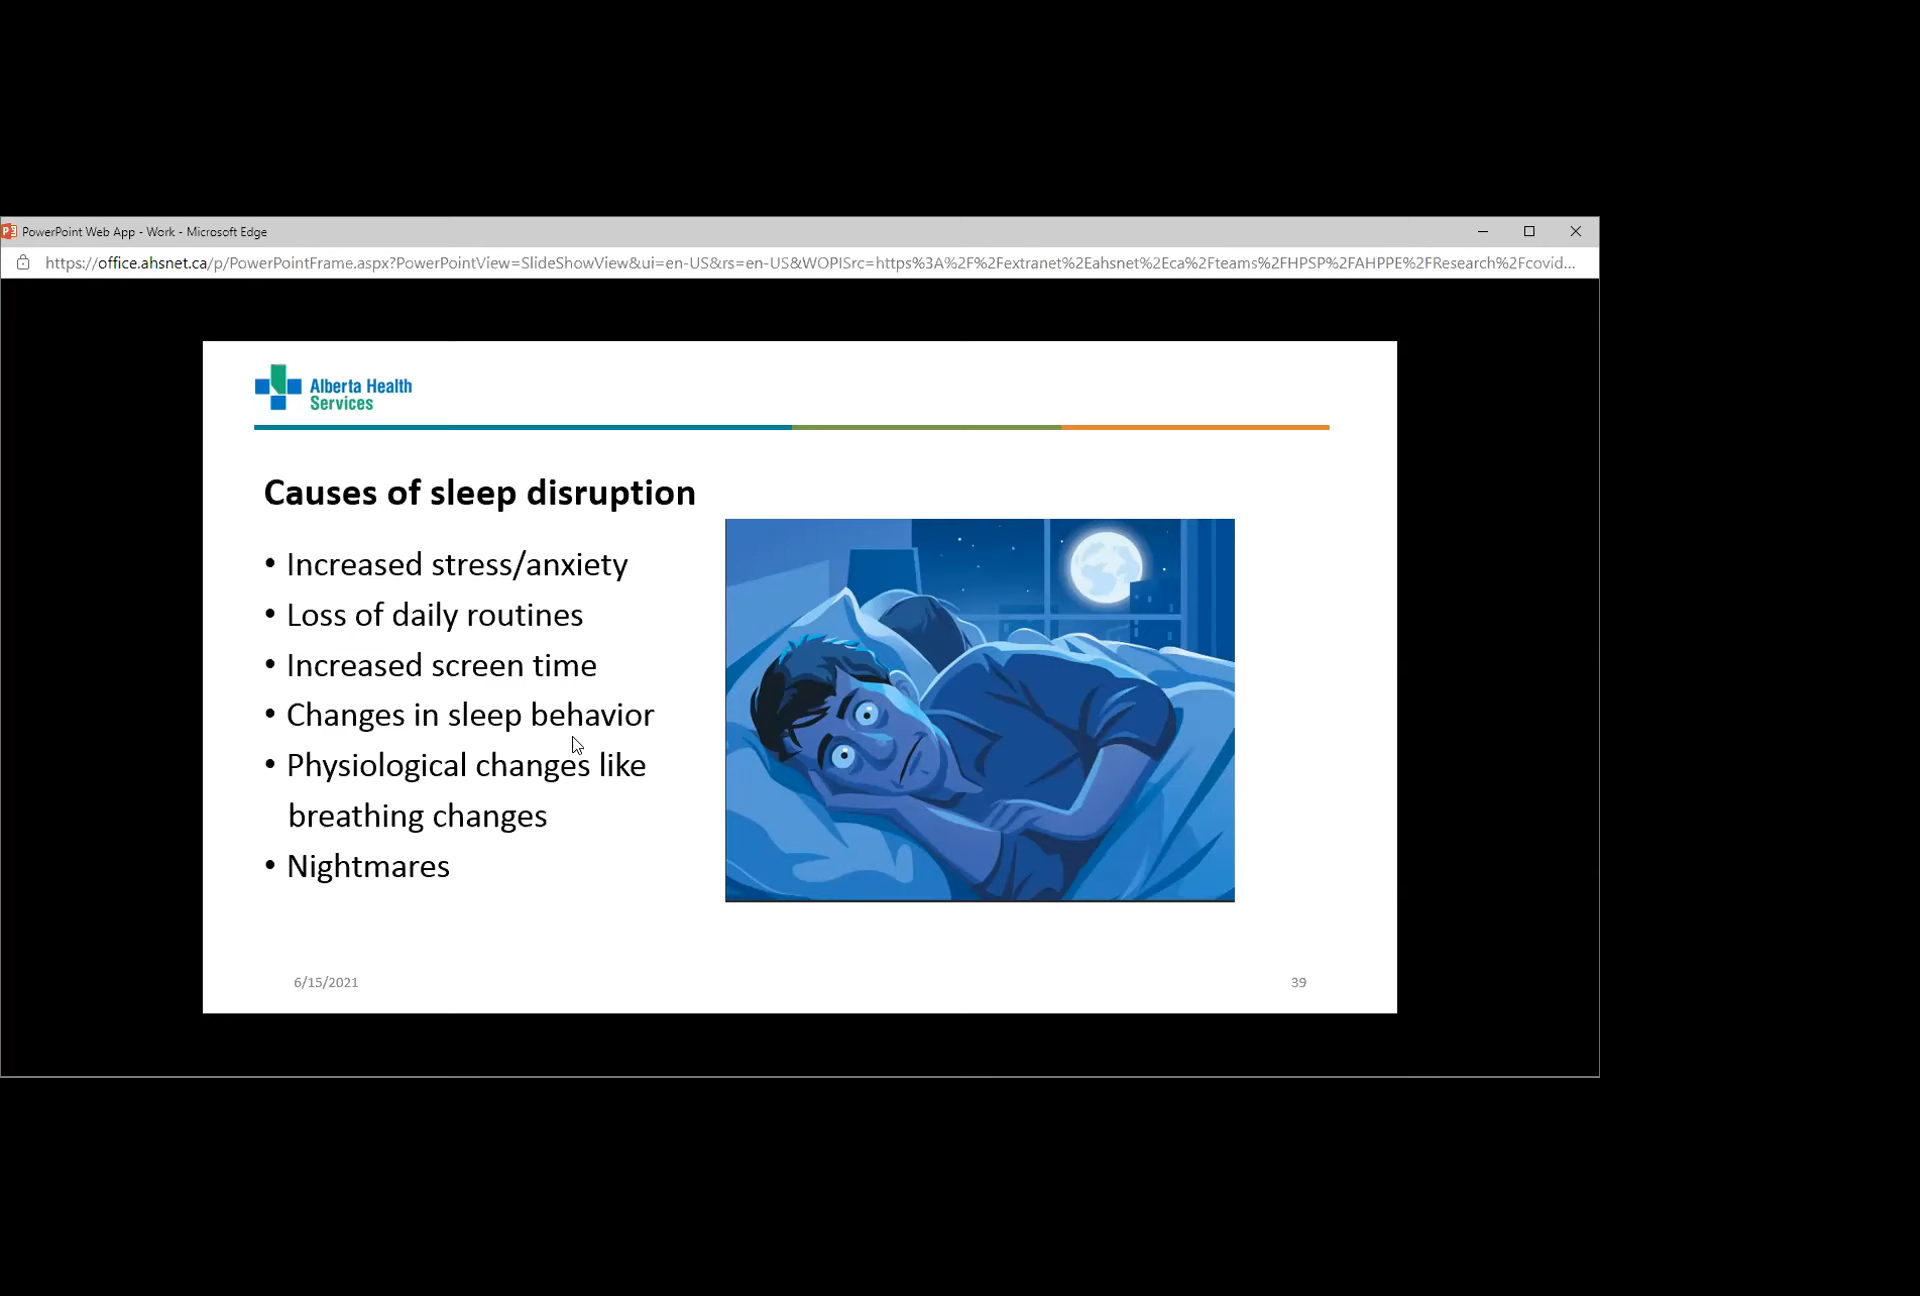 PowerPoint Web App - Work - Microsoft Edge
https://office.ahsnet.ca/p/PowerPointFrame.aspx?PowerPointView=SlideShowView&ui=en-US&rs=en-US&WOPISrc=https%3A%2F%2Fextranet%2Eahsnet%2Eca%2Fteams%2FHPSP%2FAHPPE%2FResearch%2Fcovid...
Alberta Health
Services
Causes of sleep disruption
• Increased stress/anxiety
• Loss of daily routines
• Increased screen time
• Changes in sleep behavior
• Physiological changes like
breathing changes
• Nightmares
6/15/2021
39